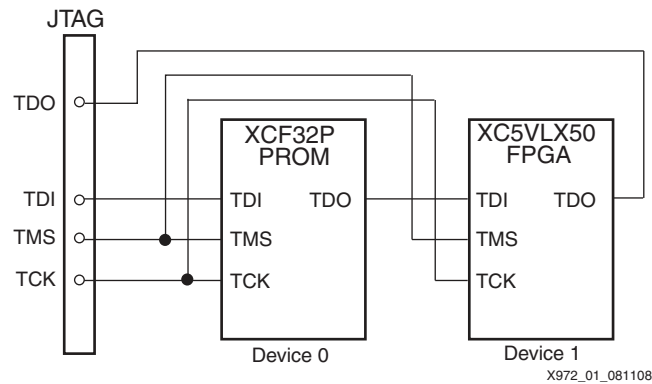 JTAG
TDO
TDI
TMS
TCK
XCF32P
PROM
TDI TDO
TMS
TCK
Device 0
XC5VLX50
FPGA
TDI TDO
TMS
TCK
Device 1
X972_01_081108